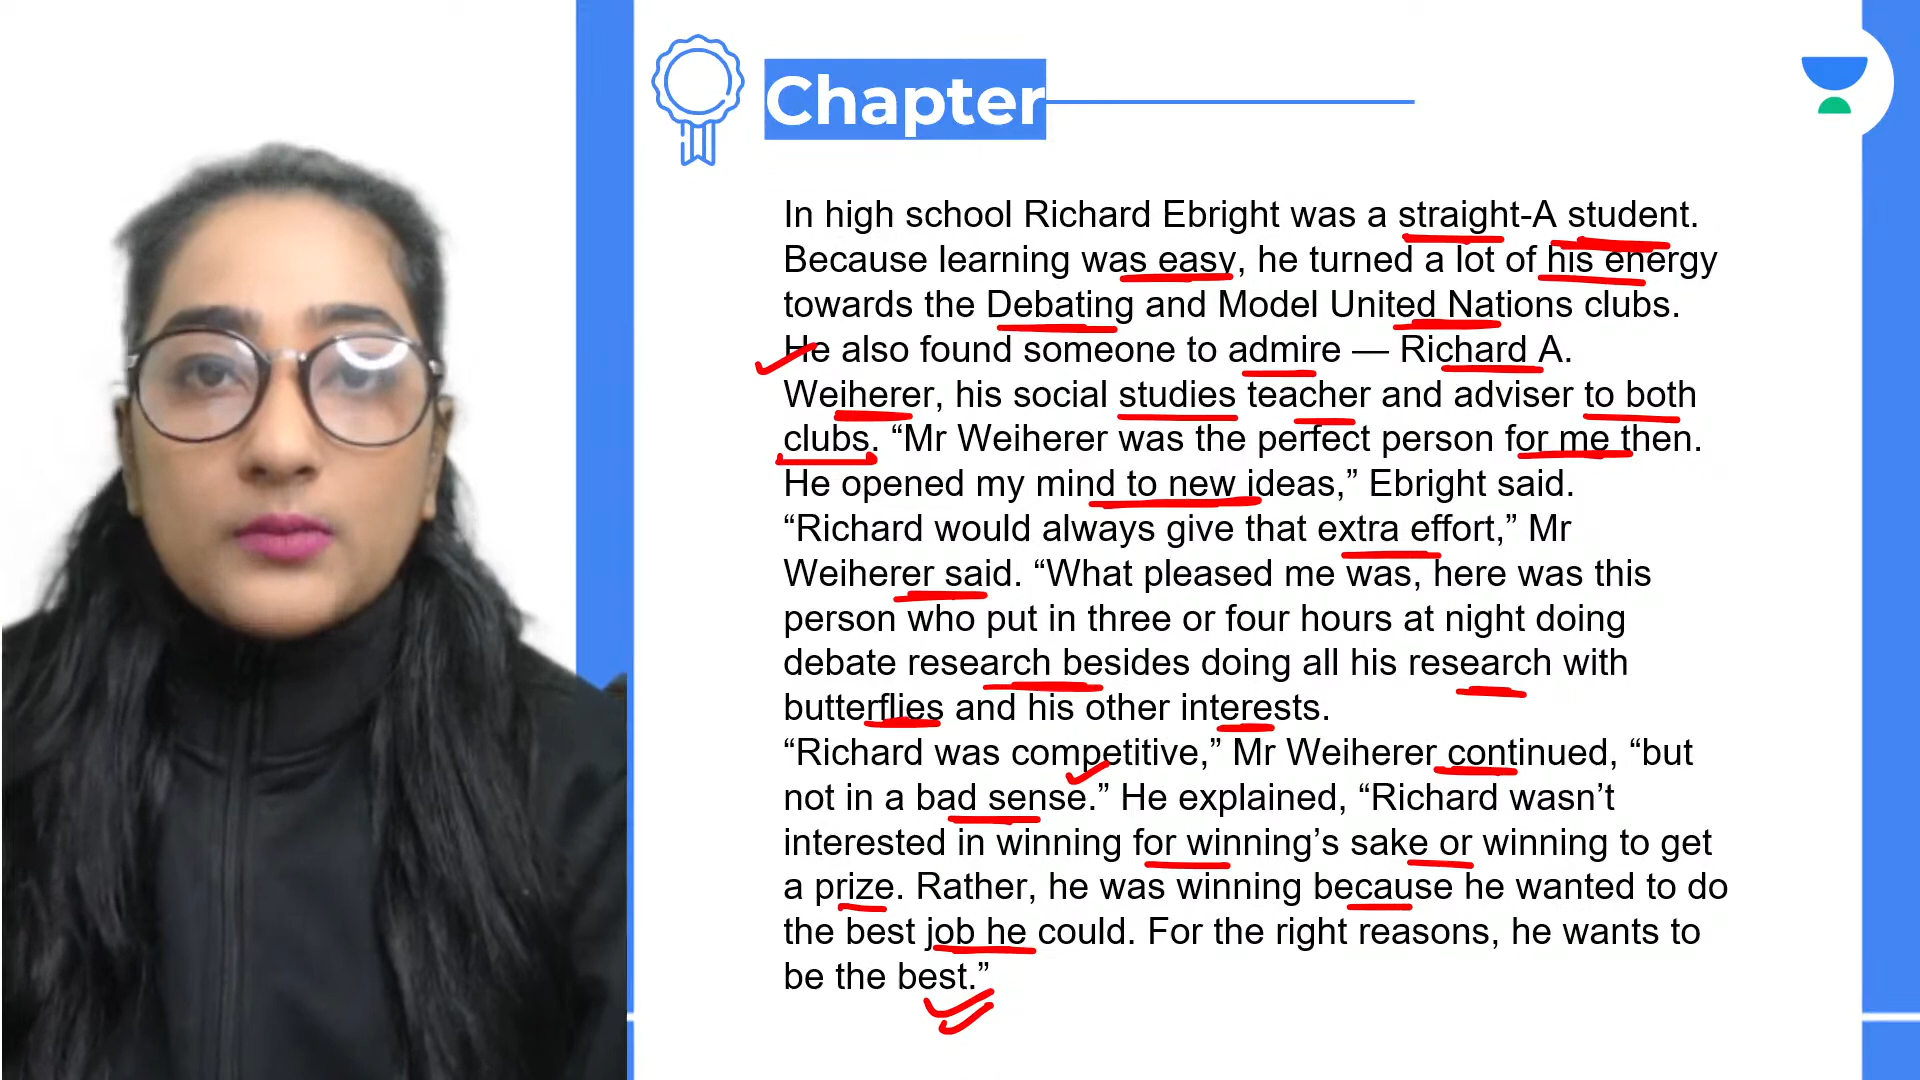 Chapter
In high school Richard Ebright was a straight-A student.
Because learning was easy, he turned a lot of his energy
towards the Debating and Model United Nations clubs.
He also found someone to admire — Richard A.
Weiherer, his social studies teacher and adviser to both
clubs. “Mr Weiherer was the perfect person for me then.
He opened my mind to new ideas,” Ebright said.
“Richard would always give that extra effort,” Mr
Weiherer said. “What pleased me was, here was this
person who put in three or four hours at night doing
debate research besides doing all his research with
butterflies and his other interests.
“Richard was competitive,” Mr Weiherer continued, “but
not in a bad sense.” He explained, “Richard wasn’t
interested in winning for winning’s sake or winning to get
a prize. Rather, he was winning because he wanted to do
the best job he could. For the right reasons, he wants to
be the best.”